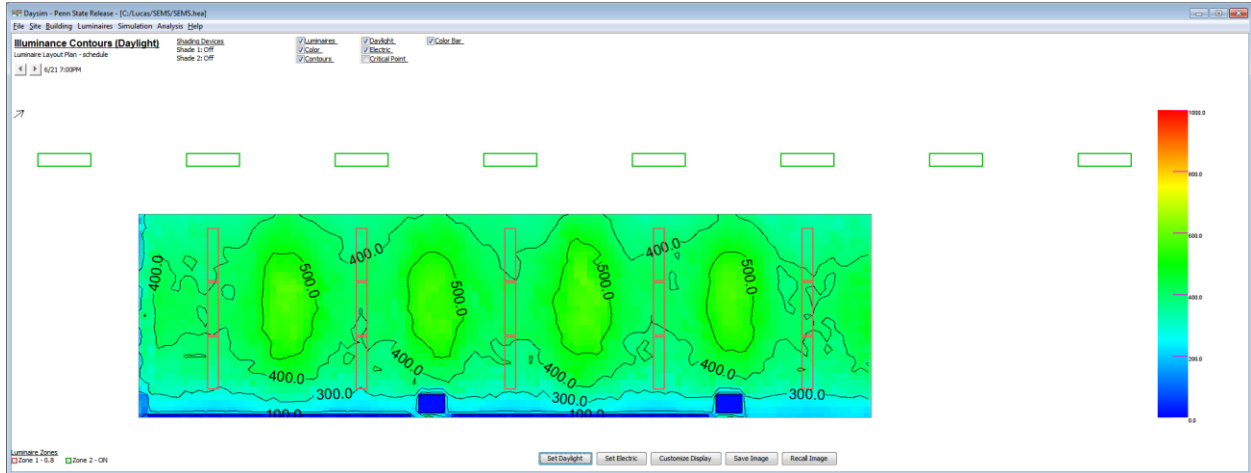 Daysim - Penn State Release - [C:/Lucas/SEMS/SEMS.hea]
File Site Building Luminaires Simulation Analysis Help
Illuminance Contours (Daylight)
Luminaire Layout Plan - schedule
6/21 7:00PM
Shading Devices
Shade 1: Off
Shade 2: Off
Luminaires Daylight Color Bar
Color Electric
Contours Critical Point
1000.0
800.0
600.0
400.0
200.0
0.0
400.0 500.0 400.0 500.0 500.0 400.0 500.0
400.0 400.0 400.0 400.0
300.0 300.0 300.0
100.0 100.0
Luminaire Zones
Zone 1 - 0.8 Zone 2 - ON
Set Daylight Set Electric Customize Display Save Image Recall Image